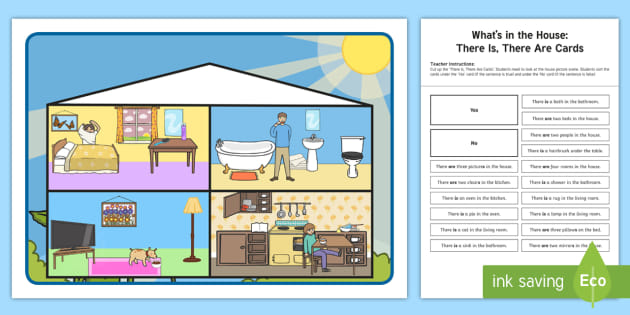 What's in the House:
There Is, There Are Cards
Teacher Instructions:
Cut up the 'There Is, There Are Cards'. Students need to look at the house picture scene. Students sort the
cards under the 'Yes' card if the sentence is true and under the 'No' card if the sentence is false.
Yes
There is a bath in the bathroom.
There are two beds in the house.
No
There are two people in the house.
There is a hairbrush under the table.
There are three pictures in the house.
There are four rooms in the house.
There are two chairs in the kitchen.
There is a shower in the bathroom.
There is an oven in the kitchen.
There is a rug in the living room.
There is a pie in the oven.
There is a lamp in the living room.
There is a cat in the living room.
There are three pillows on the bed.
There is a sink in the bathroom.
There are two mirrors in the house.
ink saving
Eco